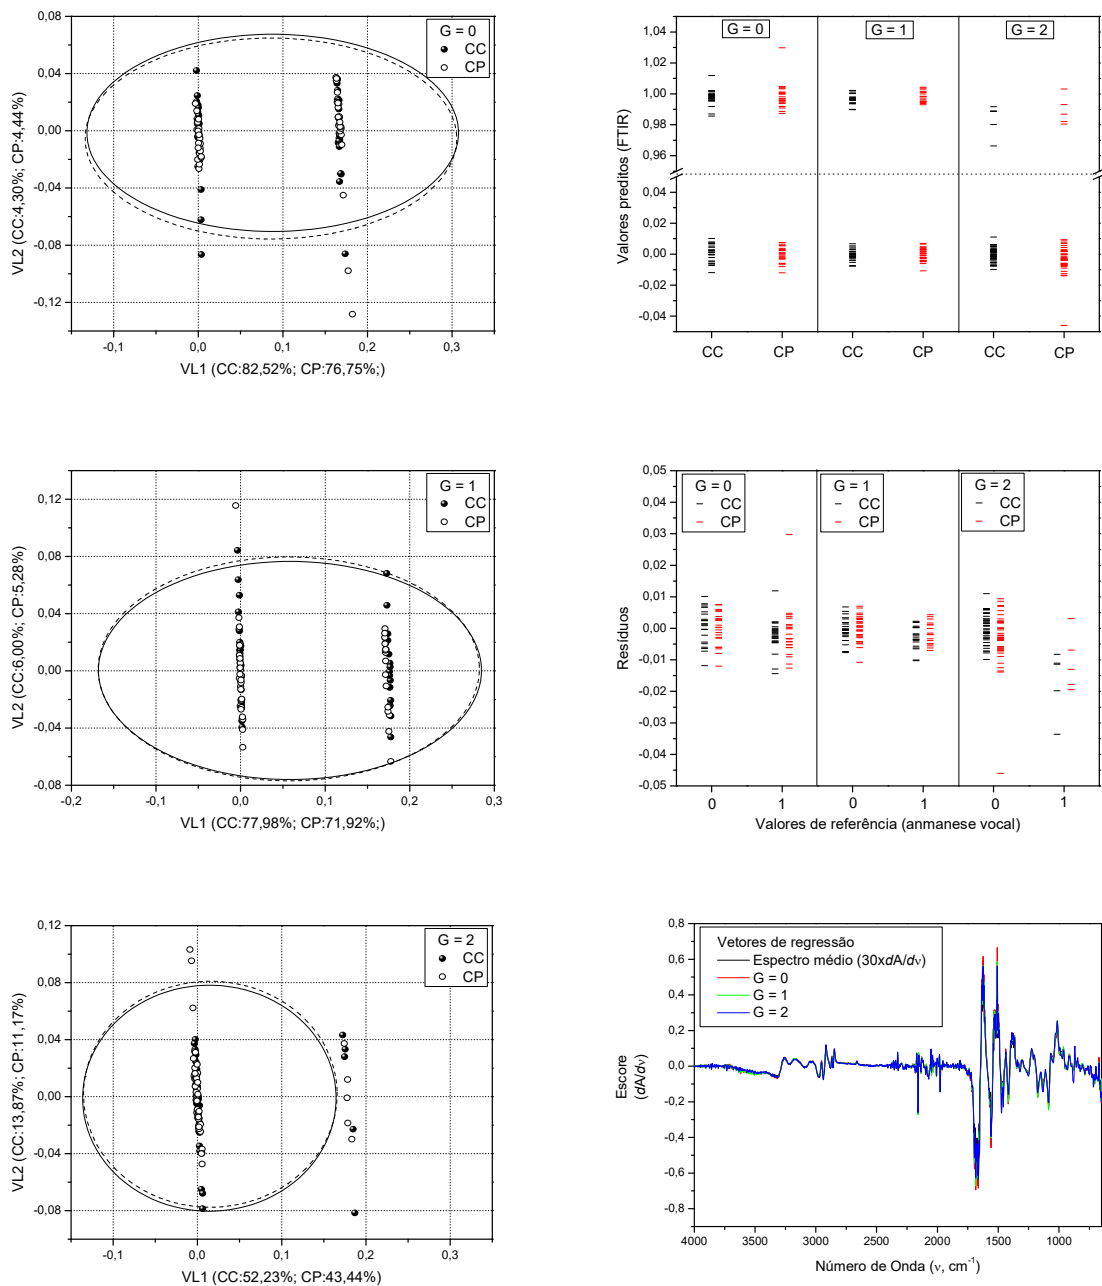 0,08
0,04
0,00
-0,04
-0,08
-0,12
VL2 (CC:4,30%; CP:4,44%)
G = 0
CC
CP
-0,1
0,0
0,1
0,2
0,3
VL1 (CC:82,52%; CP:76,75%;)
1,04
1,02
1,00
0,98
0,96
0,04
0,02
0,00
-0,02
-0,04
Valores preditos (FTIR)
G = 0
G = 1
G = 2
CC
CP
CC
CP
CC
CP
0,12
0,08
0,04
0,00
-0,04
-0,08
VL2 (CC:6,00%; CP:5,28%)
G = 1
CC
CP
-0,2
-0,1
0,0
0,1
0,2
0,3
VL1 (CC:77,98%; CP:71,92%;)
0,05
0,04
0,03
0,02
0,01
0,00
-0,01
-0,02
-0,03
-0,04
-0,05
Resíduos
G = 0
CC
CP
G = 1
CC
CP
G = 2
CC
CP
0
1
0
1
0
1
Valores de referência (anmanese vocal)
0,12
0,08
0,04
0,00
-0,04
-0,08
VL2 (CC:13,87%; CP:11,17%)
G = 2
CC
CP
-0,1
0,0
0,1
0,2
0,3
VL1 (CC:52,23%; CP:43,44%)
0,8
0,6
0,4
0,2
0,0
-0,2
-0,4
-0,6
-0,8
Escore
(dA/dν)
Vetores de regressão
Espectro médio (30xdA/dν)
G = 0
G = 1
G = 2
4000
3500
3000
2500
2000
1500
1000
Número de Onda (ν, cm⁻¹)